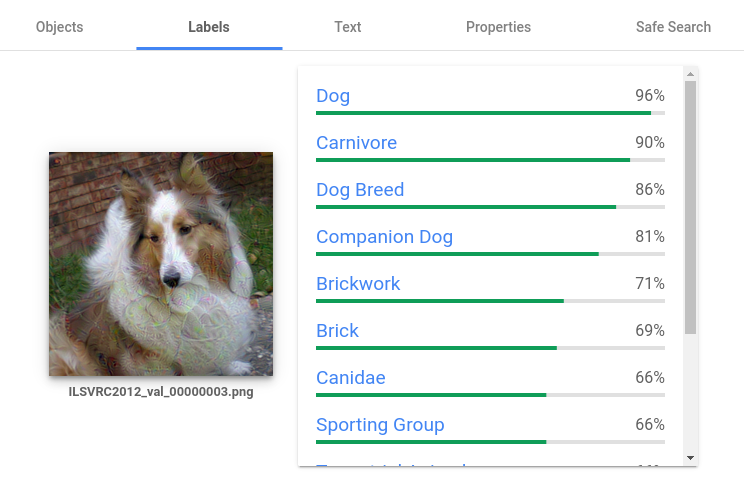 Objects Labels Text Properties Safe Search
Dog 96%
Carnivore 90%
Dog Breed 86%
Companion Dog 81%
Brickwork 71%
Brick 69%
Canidae 66%
Sporting Group 66%
ILSVRC2012_val_00000003.png